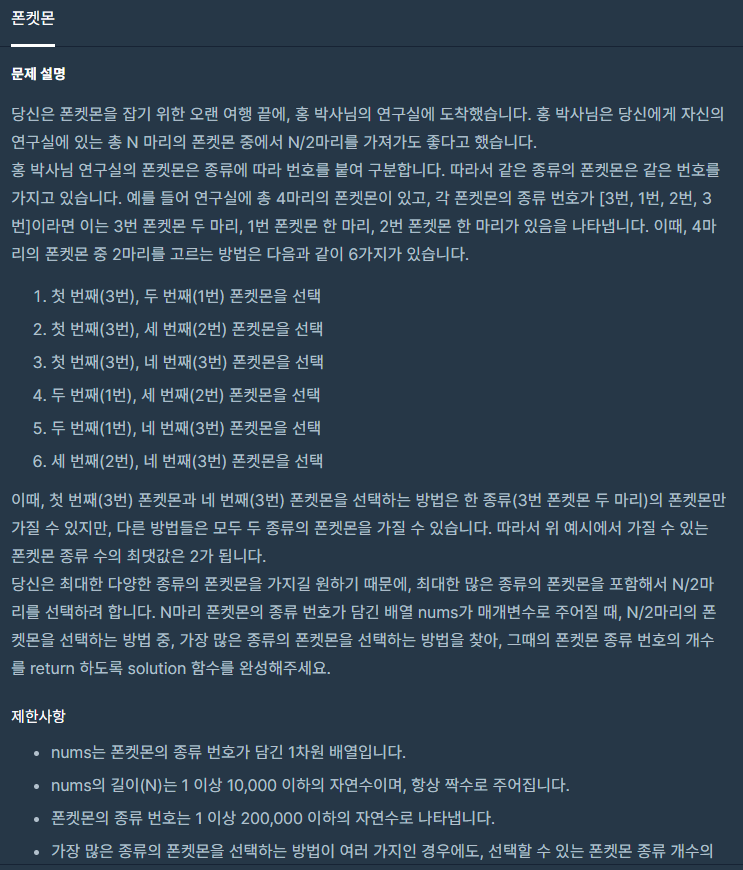 폰켓몬
문제 설명
당신은 폰켓몬을 잡기 위한 오랜 여행 끝에, 홍 박사님의 연구실에 도착했습니다. 홍 박사님은 당신에게 자신의
연구실에 있는 총 N 마리의 폰켓몬 중에서 N/2마리를 가져가도 좋다고 했습니다.
홍 박사님 연구실의 폰켓몬은 종류에 따라 번호를 붙여 구분합니다. 따라서 같은 종류의 폰켓몬은 같은 번호를
가지고 있습니다. 예를 들어 연구실에 총 4마리의 폰켓몬이 있고, 각 폰켓몬의 종류 번호가 [3번, 1번, 2번, 3
번]이라면 이는 3번 폰켓몬 두 마리, 1번 폰켓몬 한 마리, 2번 폰켓몬 한 마리가 있음을 나타냅니다. 이때, 4마
리의 폰켓몬 중 2마리를 고르는 방법은 다음과 같이 6가지가 있습니다.
1. 첫 번째(3번), 두 번째(1번) 폰켓몬을 선택
2. 첫 번째(3번), 세 번째(2번) 폰켓몬을 선택
3. 첫 번째(3번), 네 번째(3번) 폰켓몬을 선택
4. 두 번째(1번), 세 번째(2번) 폰켓몬을 선택
5. 두 번째(1번), 네 번째(3번) 폰켓몬을 선택
6. 세 번째(2번), 네 번째(3번) 폰켓몬을 선택
이때, 첫 번째(3번) 폰켓몬과 네 번째(3번) 폰켓몬을 선택하는 방법은 한 종류(3번 폰켓몬 두 마리)의 폰켓몬만
가질 수 있지만, 다른 방법들은 모두 두 종류의 폰켓몬을 가질 수 있습니다. 따라서 위 예시에서 가질 수 있는
폰켓몬 종류 수의 최댓값은 2가 됩니다.
당신은 최대한 다양한 종류의 폰켓몬을 가지길 원하기 때문에, 최대한 많은 종류의 폰켓몬을 포함해서 N/2마
리를 선택하려 합니다. N마리 폰켓몬의 종류 번호가 담긴 배열 nums가 매개변수로 주어질 때, N/2마리의 폰
켓몬을 선택하는 방법 중, 가장 많은 종류의 폰켓몬을 선택하는 방법을 찾아, 그때의 폰켓몬 종류 번호의 개수
를 return 하도록 solution 함수를 완성해주세요.
제한사항
• nums는 폰켓몬의 종류 번호가 담긴 1차원 배열입니다.
• nums의 길이(N)는 1 이상 10,000 이하의 자연수이며, 항상 짝수로 주어집니다.
• 폰켓몬의 종류 번호는 1 이상 200,000 이하의 자연수로 나타냅니다.
• 가장 많은 종류의 폰켓몬을 선택하는 방법이 여러 가지인 경우에도, 선택할 수 있는 폰켓몬 종류 개수의